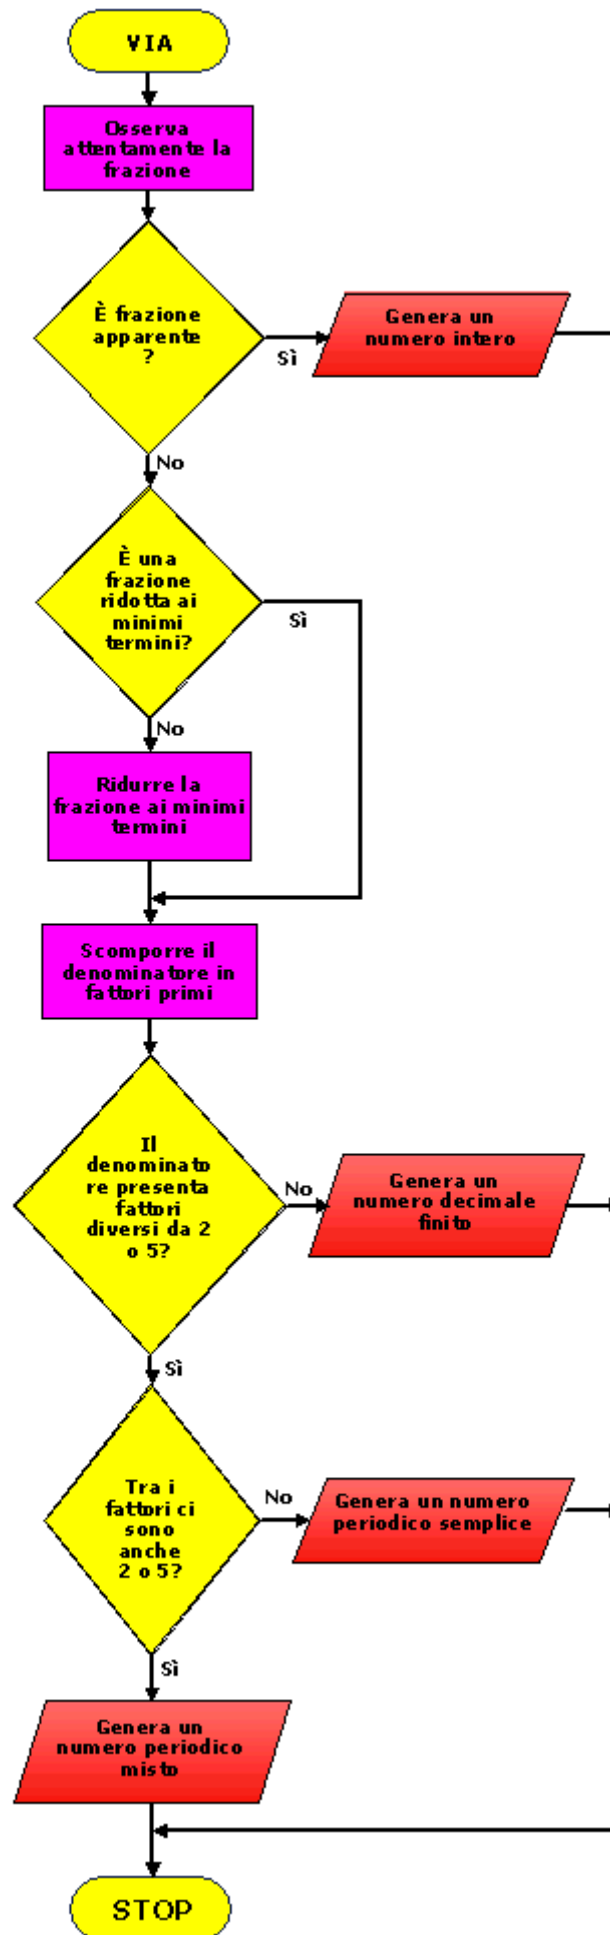 VIA
Osserva
attentamente la
frazione
È frazione
apparente
?
Sì
Genera un
numero intero
No
È una
frazione
ridotta ai
minimi
termini?
Sì
No
Ridurre la
frazione ai minimi
termini
Scomporre il
denominatore in
fattori primi
Il
denominato
re presenta
fattori
diversi da 2
o 5?
No
Genera un
numero decimale
finito
Sì
Tra i
fattori ci
sono
anche
2 o 5?
No
Genera un numero
periodico semplice
Sì
Genera un
numero periodico
misto
STOP